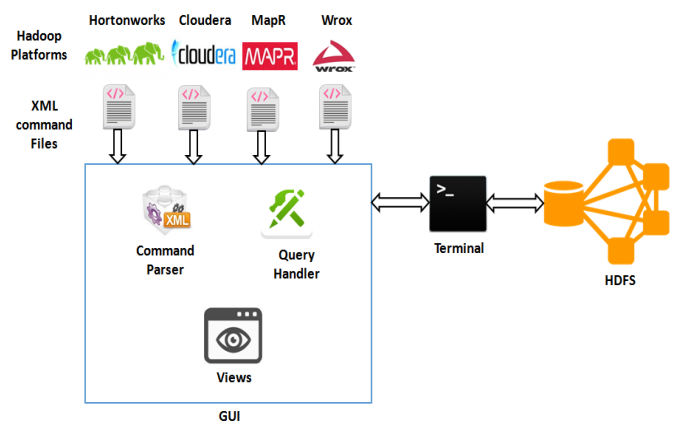 Hortonworks Cloudera MapR Wrox
Hadoop
Platforms
cloudera MAPR wrox
XML
command
Files
</> </> </> </>
XML
>_
Command
Parser
Query
Handler
Terminal
HDFS
Views
GUI